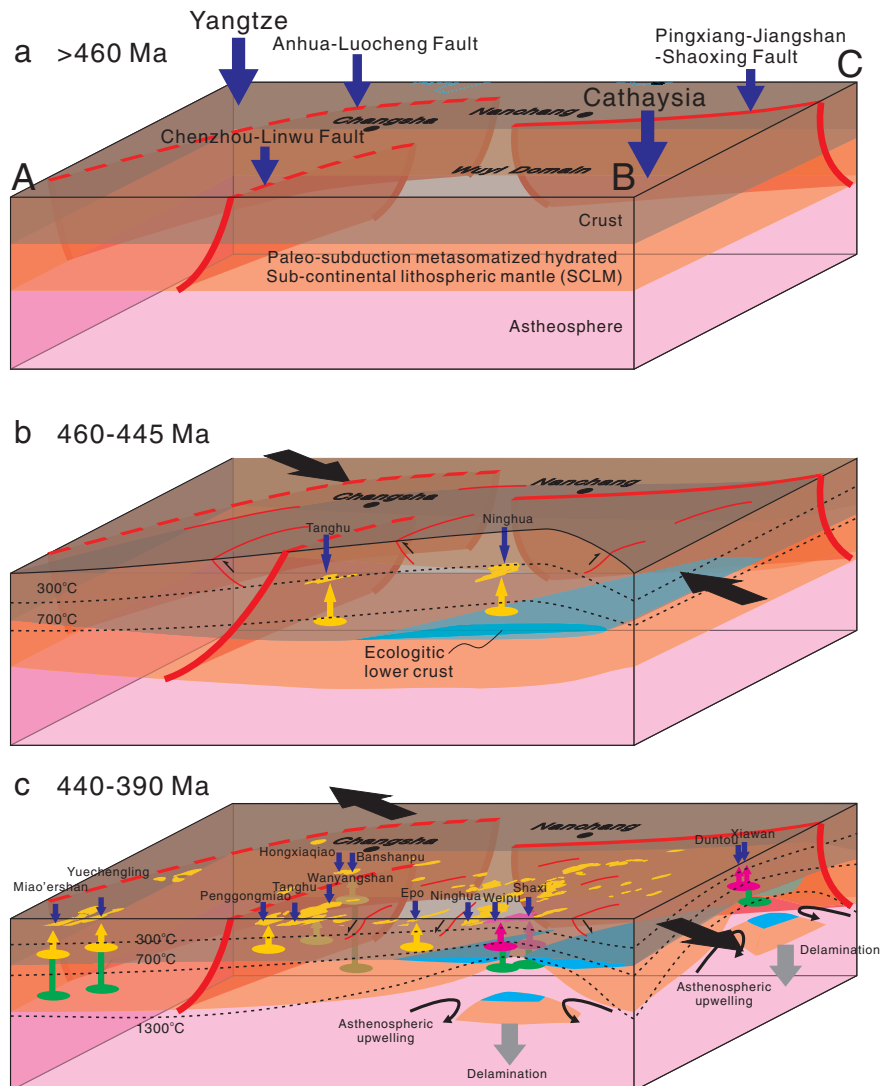 a >460 Ma
Yangtze
Anhua-Luocheng Fault
Pingxiang-Jiangshan
-Shaoxing Fault
C
Changsha
Nanchang
Cathaysia
Chenzhou-Linwu Fault
A
Wuyi Domain
B
Crust
Paleo-subduction metasomatized hydrated
Sub-continental lithospheric mantle (SCLM)
Astheosphere
b 460-445 Ma
Changsha
Nanchang
Tanghu
Ninghua
300°C
700°C
Ecologitic
lower crust
c 440-390 Ma
Changsha
Nanchang
Hongxiaqiao
Banshanpu
Duntou
Xiawan
Yuechengling
Miao'ershan
Tanghu
Wanyangshan
Penggongmiao
Epo
Ninghua
Weipu
Shaxi
300°C
700°C
1300°C
Asthenospheric
upwelling
Delamination
Asthenospheric
upwelling
Delamination